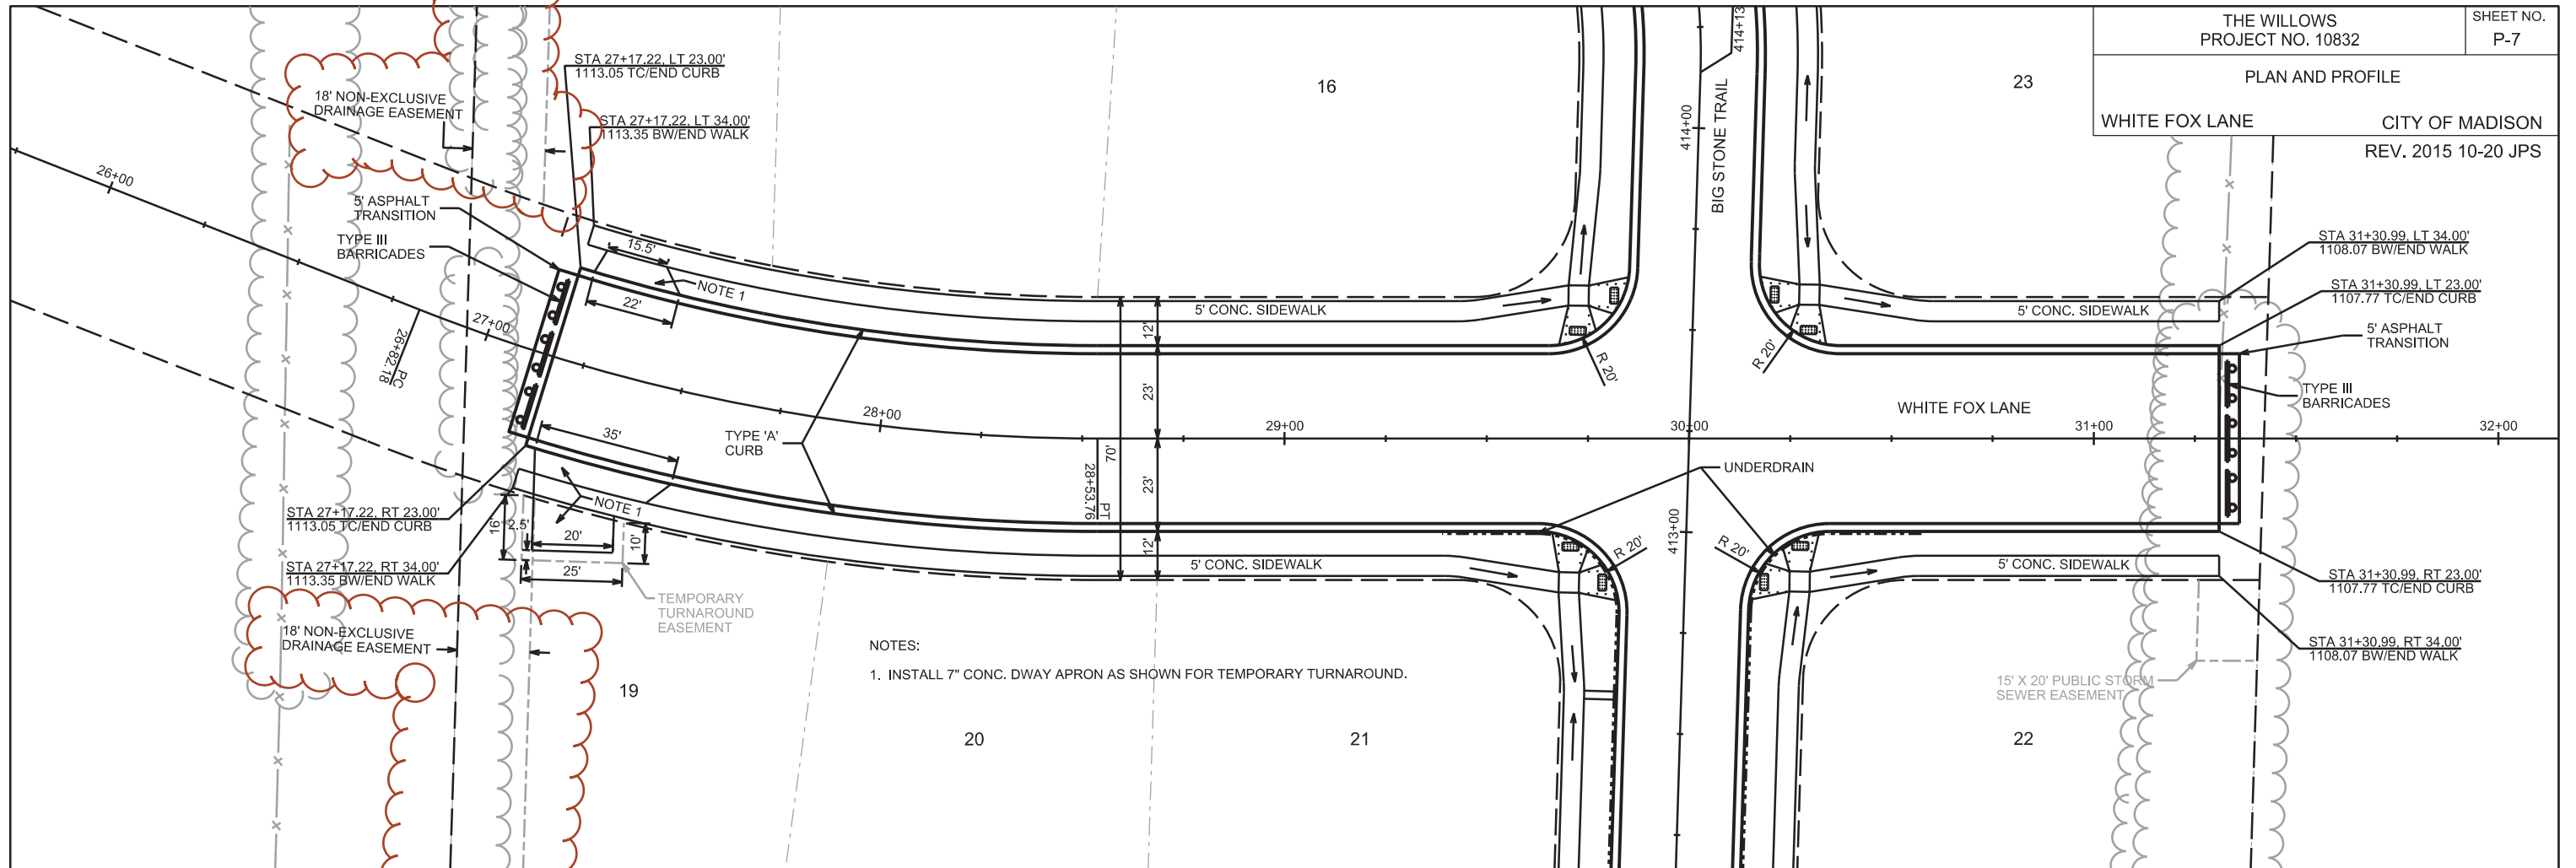 THE WILLOWS
PROJECT NO. 10832
SHEET NO.
P-7
PLAN AND PROFILE
WHITE FOX LANE
CITY OF MADISON
REV. 2015 10-20 JPS
STA 27+17.22, LT 23.00'
1113.05 TC/END CURB
18' NON-EXCLUSIVE
DRAINAGE EASEMENT
STA 27+17.22, LT 34.00'
1113.35 BW/END WALK
16
23
414+13
BIG STONE TRAIL
414+00
26+00
5' ASPHALT
TRANSITION
TYPE III
BARRICADES
15.5'
22'
NOTE 1
27+00
PC
26+82.18
5' CONC. SIDEWALK
12'
R 20'
R 20'
5' CONC. SIDEWALK
STA 31+30.99, LT 34.00'
1108.07 BW/END WALK
STA 31+30.99, LT 23.00'
1107.77 TC/END CURB
5' ASPHALT
TRANSITION
TYPE III
BARRICADES
23'
28+00
29+00
30+00
WHITE FOX LANE
31+00
32+00
35'
TYPE 'A'
CURB
70'
PT
28+53.76
23'
UNDERDRAIN
413+00
NOTE 1
STA 27+17.22, RT 23.00'
1113.05 TC/END CURB
16'
2.5'
20'
10'
25'
12'
R 20'
R 20'
5' CONC. SIDEWALK
5' CONC. SIDEWALK
STA 27+17.22, RT 34.00'
1113.35 BW/END WALK
STA 31+30.99, RT 23.00'
1107.77 TC/END CURB
TEMPORARY
TURNAROUND
EASEMENT
18' NON-EXCLUSIVE
DRAINAGE EASEMENT
STA 31+30.99, RT 34.00'
1108.07 BW/END WALK
NOTES:
1. INSTALL 7" CONC. DWAY APRON AS SHOWN FOR TEMPORARY TURNAROUND.
15' X 20' PUBLIC STORM
SEWER EASEMENT
19
20
21
22